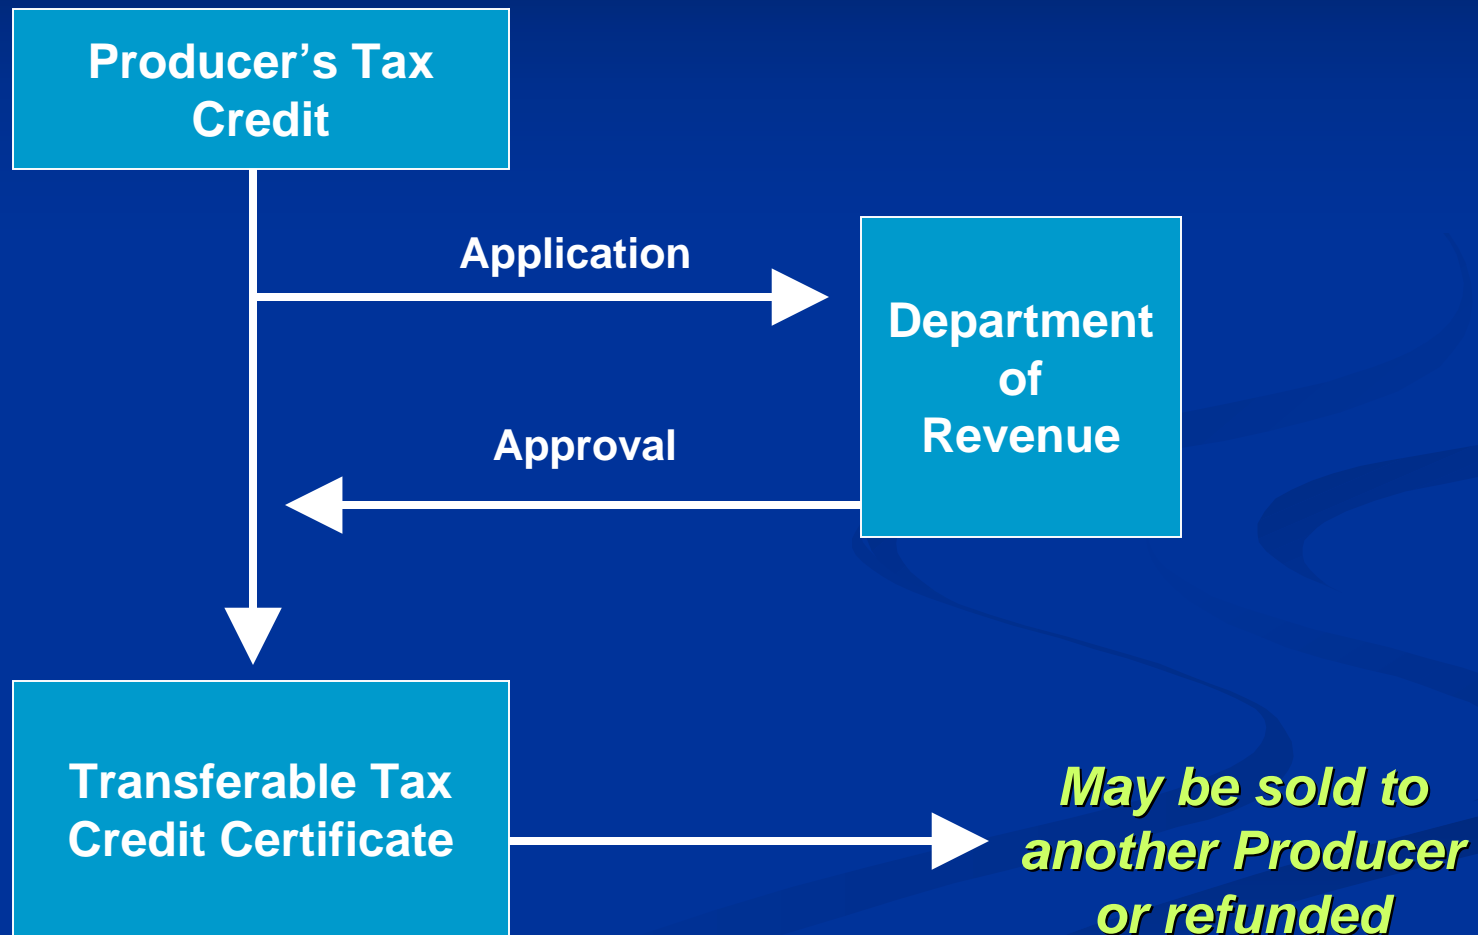 Producer’s Tax
Credit
Application
Department
of
Revenue
Approval
Transferable Tax
Credit Certificate
May be sold to
another Producer
or refunded